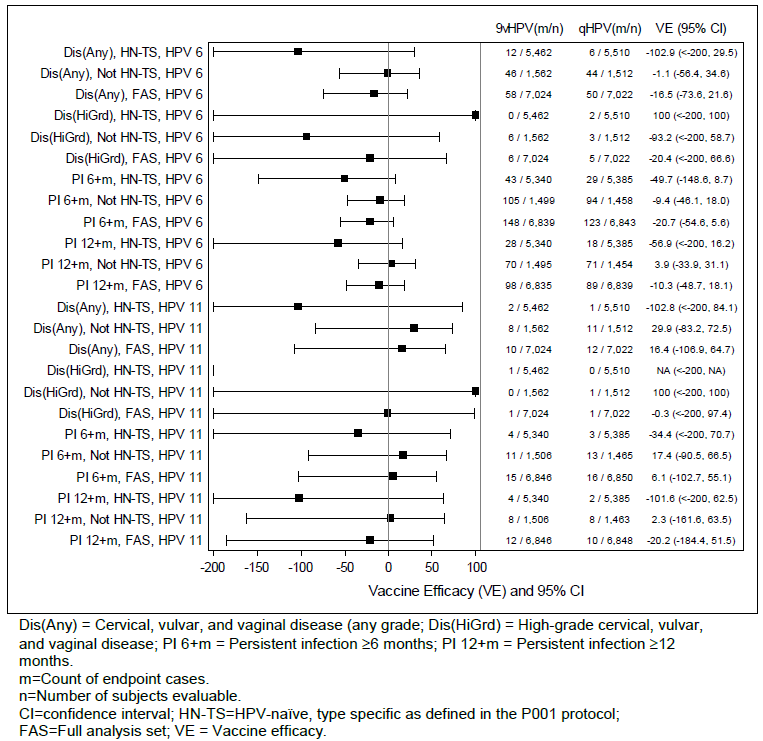 9vHPV(m/n) qHPV(m/n) VE (95% CI)
Dis(Any), HN-TS, HPV 6 12 / 5,462 6 / 5,510 -102.9 (<-200, 29.5)
Dis(Any), Not HN-TS, HPV 6 46 / 1,562 44 / 1,512 -1.1 (-56.4, 34.6)
Dis(Any), FAS, HPV 6 58 / 7,024 50 / 7,022 -16.5 (-73.6, 21.6)
Dis(HiGrd), HN-TS, HPV 6 0 / 5,462 2 / 5,510 100 (<-200, 100)
Dis(HiGrd), Not HN-TS, HPV 6 6 / 1,562 3 / 1,512 -93.2 (<-200, 58.7)
Dis(HiGrd), FAS, HPV 6 6 / 7,024 5 / 7,022 -20.4 (<-200, 66.6)
PI 6+m, HN-TS, HPV 6 43 / 5,340 29 / 5,385 -49.7 (-148.6, 8.7)
PI 6+m, Not HN-TS, HPV 6 105 / 1,499 94 / 1,458 -9.4 (-46.1, 18.0)
PI 6+m, FAS, HPV 6 148 / 6,839 123 / 6,843 -20.7 (-54.6, 5.6)
PI 12+m, HN-TS, HPV 6 28 / 5,340 18 / 5,385 -56.9 (<-200, 16.2)
PI 12+m, Not HN-TS, HPV 6 70 / 1,495 71 / 1,454 3.9 (-33.9, 31.1)
PI 12+m, FAS, HPV 6 98 / 6,835 89 / 6,839 -10.3 (-48.7, 18.1)
Dis(Any), HN-TS, HPV 11 2 / 5,462 1 / 5,510 -102.8 (<-200, 84.1)
Dis(Any), Not HN-TS, HPV 11 8 / 1,562 11 / 1,512 29.9 (-83.2, 72.5)
Dis(Any), FAS, HPV 11 10 / 7,024 12 / 7,022 16.4 (-106.9, 64.7)
Dis(HiGrd), HN-TS, HPV 11 1 / 5,462 0 / 5,510 NA (<-200, NA)
Dis(HiGrd), Not HN-TS, HPV 11 0 / 1,562 1 / 1,512 100 (<-200, 100)
Dis(HiGrd), FAS, HPV 11 1 / 7,024 1 / 7,022 -0.3 (<-200, 97.4)
PI 6+m, HN-TS, HPV 11 4 / 5,340 3 / 5,385 -34.4 (<-200, 70.7)
PI 6+m, Not HN-TS, HPV 11 11 / 1,506 13 / 1,465 17.4 (-90.5, 66.5)
PI 6+m, FAS, HPV 11 15 / 6,846 16 / 6,850 6.1 (-102.7, 55.1)
PI 12+m, HN-TS, HPV 11 4 / 5,340 2 / 5,385 -101.6 (<-200, 62.5)
PI 12+m, Not HN-TS, HPV 11 8 / 1,506 8 / 1,463 2.3 (-161.6, 63.5)
PI 12+m, FAS, HPV 11 12 / 6,846 10 / 6,848 -20.2 (-184.4, 51.5)
-200 -100 -50 0 50 100
Vaccine Efficacy (VE) and 95% CI
Dis(Any) = Cervical, vulvar, and vaginal disease (any grade; Dis(HiGrd) = High-grade cervical, vulvar,
and vaginal disease; PI 6+m = Persistent infection ≥6 months; PI 12+m = Persistent infection ≥12
months.
m=Count of endpoint cases.
n=Number of subjects evaluable.
CI=confidence interval; HN-TS=HPV-naïve, type specific as defined in the P001 protocol;
FAS=Full analysis set; VE = Vaccine efficacy.